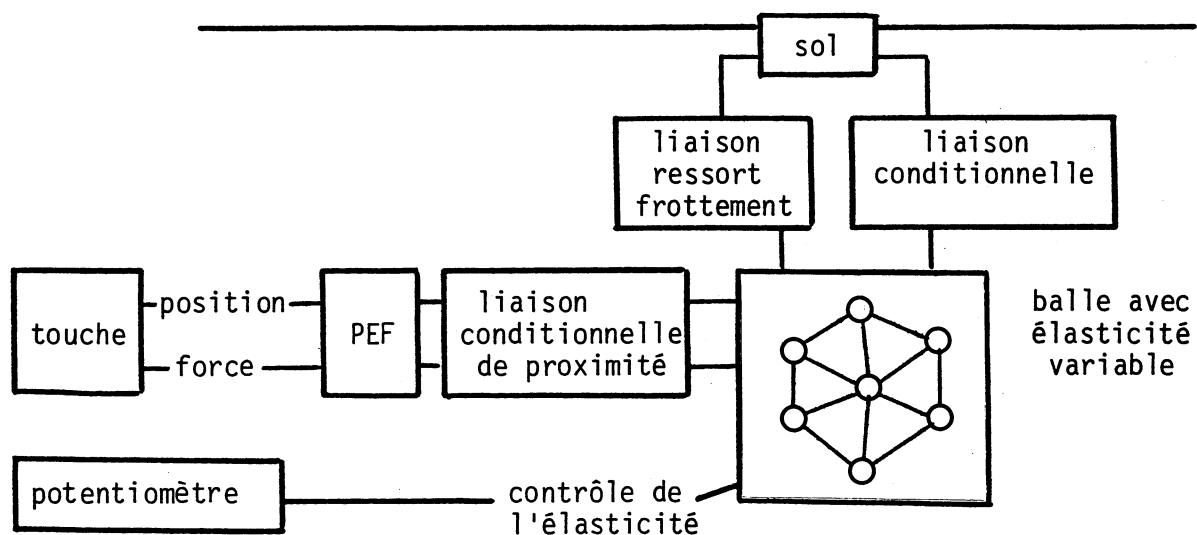 sol
liaison
ressort
frottement
liaison
conditionnelle
touche
position
force
PEF
liaison
conditionnelle
de proximité
balle avec
élasticité
variable
potentiomètre
contrôle de
l'élasticité